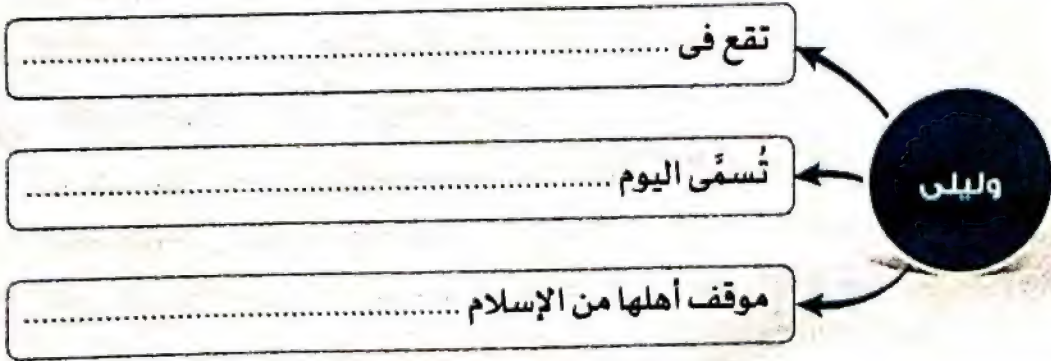 وليلى
تقع فى ........................................
تُسمَّى اليوم ........................................
موقف أهلها من الإسلام ........................................